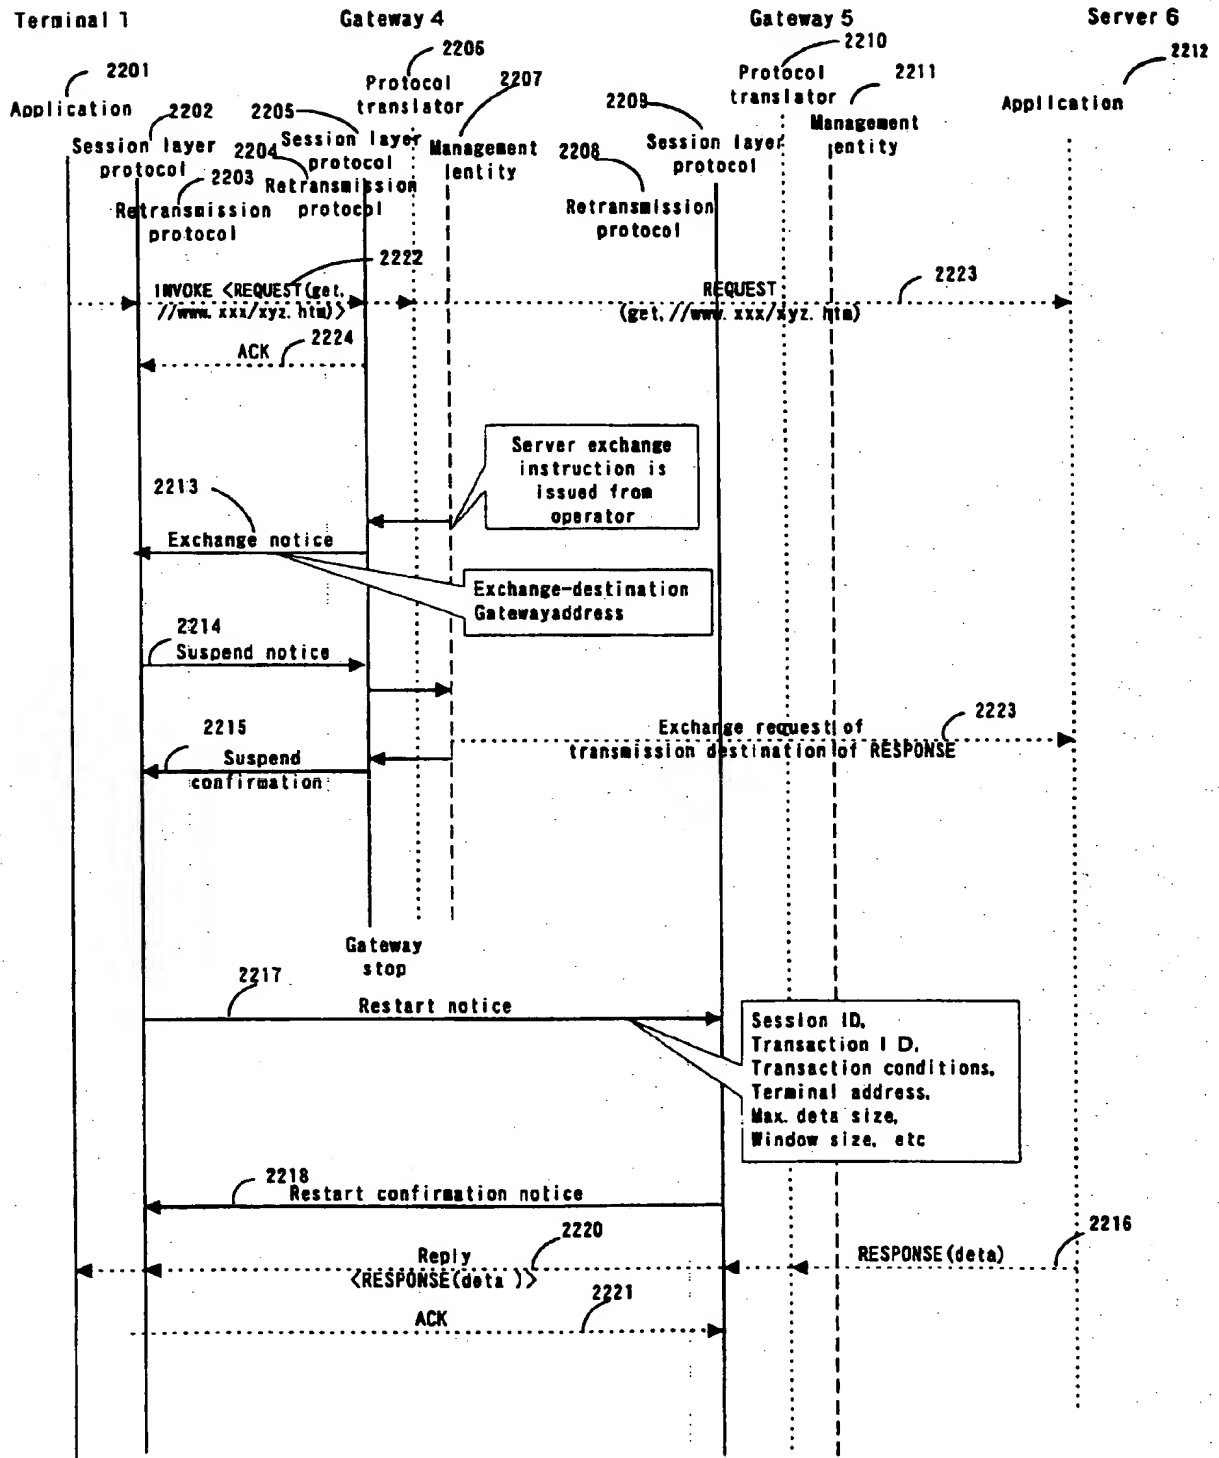 Terminal 1
Gateway 4
Gateway 5
Server 6
2201
2206
2210
2212
Application
2202
2205
Protocol
translator
2207
2209
Protocol
translator
2211
Application
Session layer
protocol
2204
Session layer
protocol
Management
entity
2208
Session layer
protocol
Management
entity
2203
Retransmission
protocol
Retransmission
protocol
Retransmission
protocol
2222
2223
INVOKE <REQUEST(get,
//www.xxx/xyz.htm)>
REQUEST
(get,//www.xxx/xyz.htm)
ACK
2224
Server exchange
instruction is
issued from
operator
2213
Exchange notice
Exchange-destination
Gatewayaddress
2214
Suspend notice
2215
2223
Exchange request of
transmission destination of RESPONSE
Suspend
confirmation
Gateway
stop
2217
Restart notice
Session ID,
Transaction I D,
Transaction conditions,
Terminal address,
Max. deta size,
Window size, etc
2218
Restart confirmation notice
2220
2216
Reply
<RESPONSE(deta )>
RESPONSE(deta)
2221
ACK